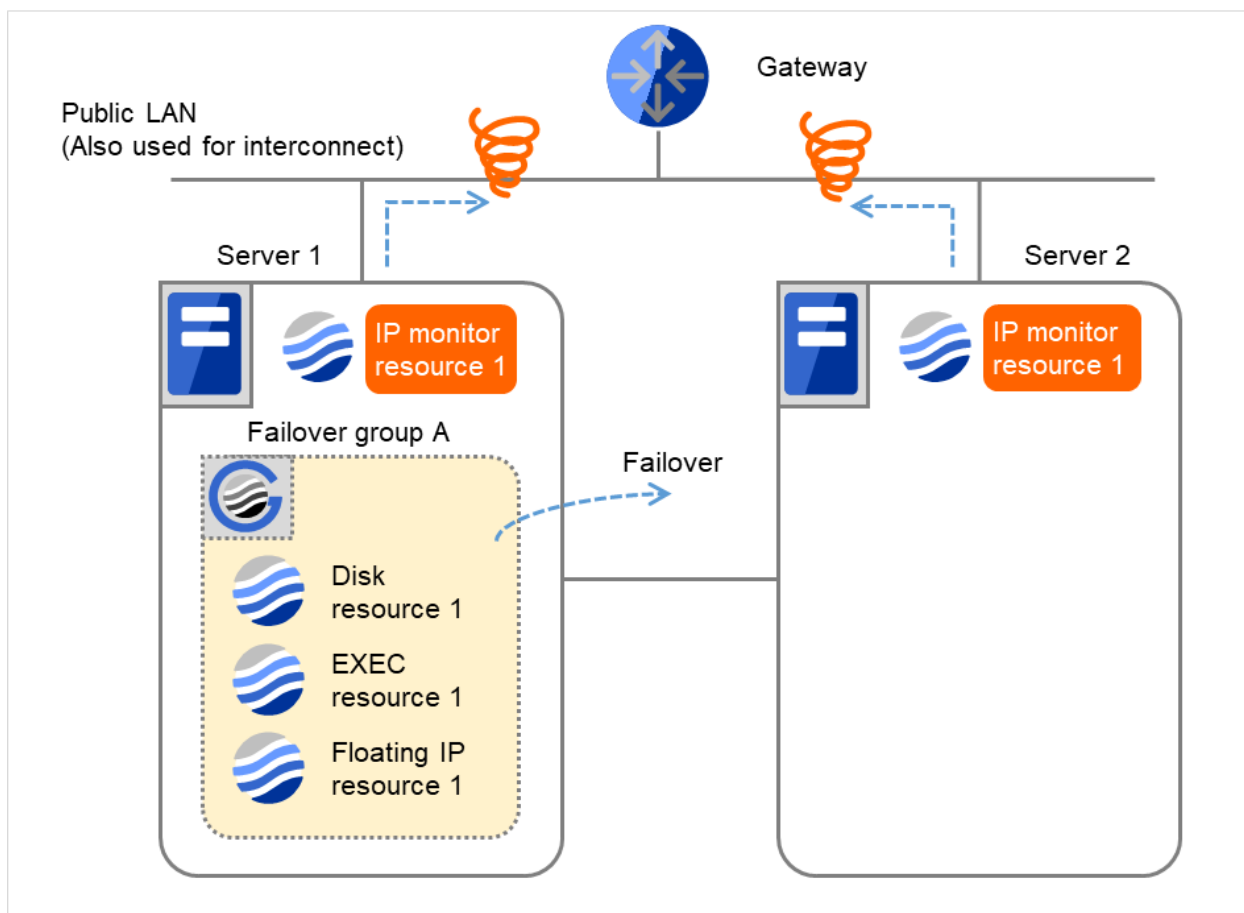 Gateway
Public LAN
(Also used for interconnect)
Server 1
Server 2
IP monitor
resource 1
IP monitor
resource 1
Failover group A
Failover
Disk
resource 1
EXEC
resource 1
Floating IP
resource 1